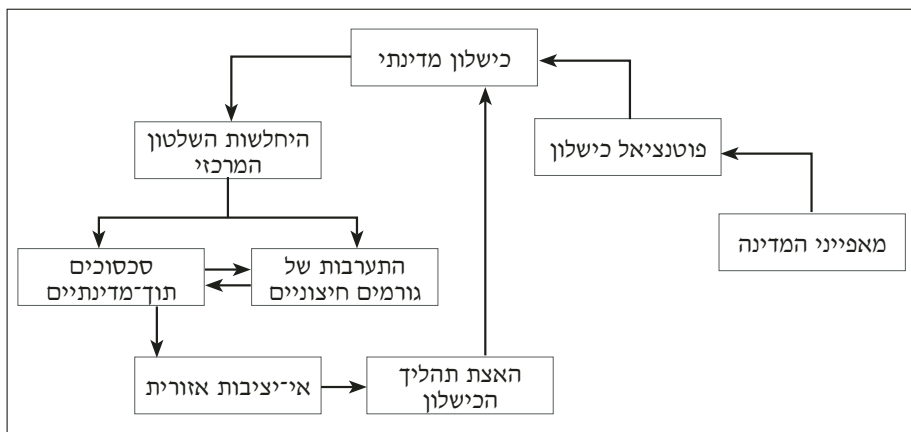 כישלון מדינתי
היחלשות השלטון
המרכזי
פוטנציאל כישלון
מאפייני המדינה
התערבות של
גורמים חיצוניים
סכסוכים
תוך־מדינתיים
האצת תהליך
הכישלון
אי־יציבות אזורית